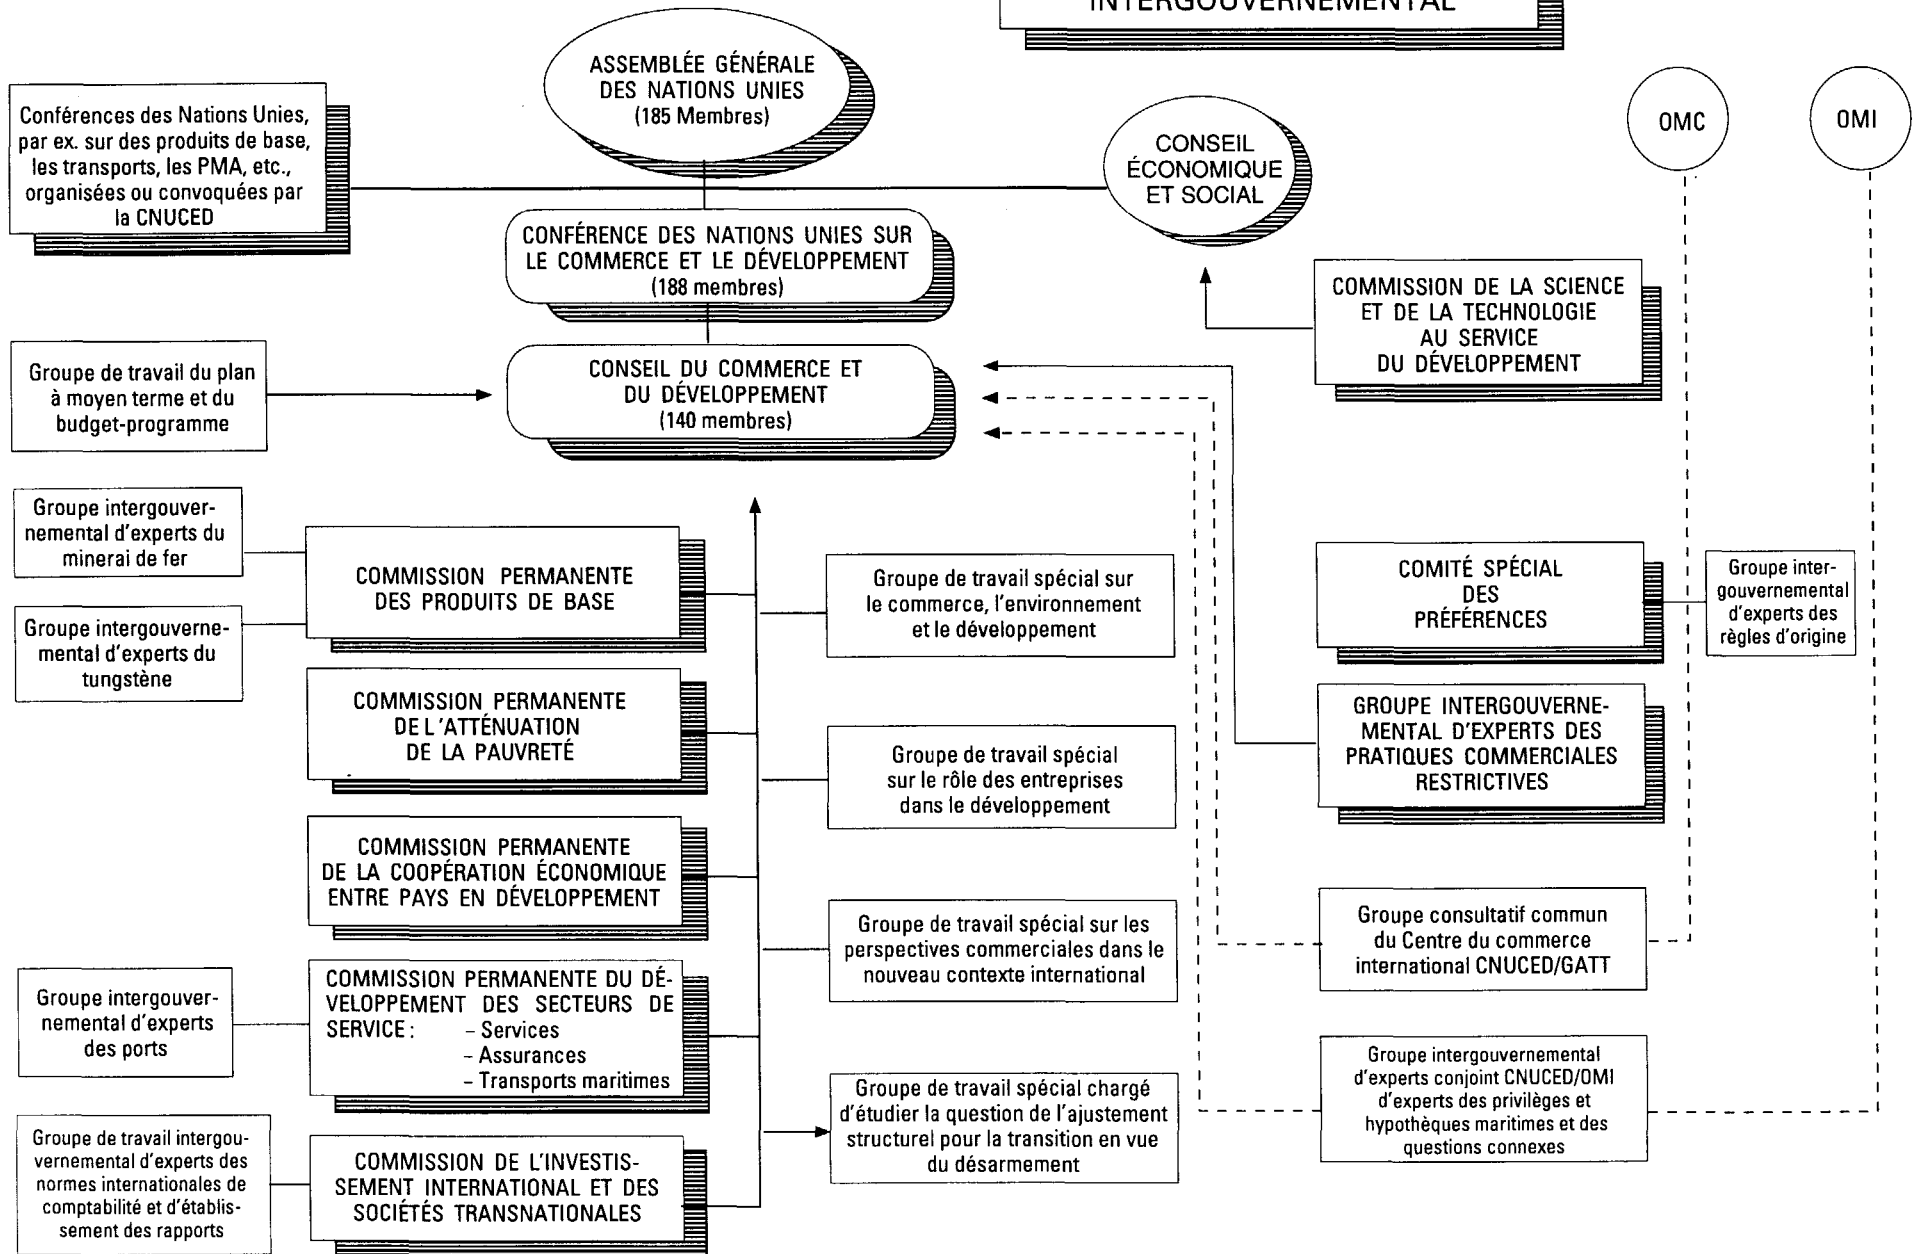 INTERGOUVERNEMENTAL
ASSEMBLÉE GÉNÉRALE
DES NATIONS UNIES
(185 Membres)
Conférences des Nations Unies,
par ex. sur des produits de base,
les transports, les PMA, etc.,
organisées ou convoquées par
la CNUCED
CONSEIL
ÉCONOMIQUE
ET SOCIAL
OMC
OMI
CONFÉRENCE DES NATIONS UNIES SUR
LE COMMERCE ET LE DÉVELOPPEMENT
(188 membres)
COMMISSION DE LA SCIENCE
ET DE LA TECHNOLOGIE
AU SERVICE
DU DÉVELOPPEMENT
Groupe de travail du plan
à moyen terme et du
budget-programme
CONSEIL DU COMMERCE ET
DU DÉVELOPPEMENT
(140 membres)
Groupe intergouver-
nemental d'experts du
minerai de fer
Groupe intergouverne-
mental d'experts du
tungstène
COMMISSION PERMANENTE
DES PRODUITS DE BASE
Groupe de travail spécial sur
le commerce, l'environnement
et le développement
COMITÉ SPÉCIAL
DES
PRÉFÉRENCES
Groupe inter-
gouvernemental
d'experts des
règles d'origine
COMMISSION PERMANENTE
DE L'ATTÉNUATION
DE LA PAUVRETÉ
Groupe de travail spécial
sur le rôle des entreprises
dans le développement
GROUPE INTERGOUVERNE-
MENTAL D'EXPERTS DES
PRATIQUES COMMERCIALES
RESTRICTIVES
COMMISSION PERMANENTE
DE LA COOPÉRATION ÉCONOMIQUE
ENTRE PAYS EN DÉVELOPPEMENT
Groupe de travail spécial sur les
perspectives commerciales dans le
nouveau contexte international
Groupe consultatif commun
du Centre du commerce
international CNUCED/GATT
Groupe intergouver-
nemental d'experts
des ports
COMMISSION PERMANENTE DU DÉ-
VELOPPEMENT DES SECTEURS DE
SERVICE : – Services
– Assurances
– Transports maritimes
Groupe de travail spécial chargé
d'étudier la question de l'ajustement
structurel pour la transition en vue
du désarmement
Groupe intergouvernemental
d'experts conjoint CNUCED/OMI
d'experts des privilèges et
hypothèques maritimes et des
questions connexes
Groupe de travail intergou-
vernemental d'experts des
normes internationales de
comptabilité et d'établis-
sement des rapports
COMMISSION DE L'INVESTIS-
SEMENT INTERNATIONAL ET DES
SOCIÉTÉS TRANSNATIONALES